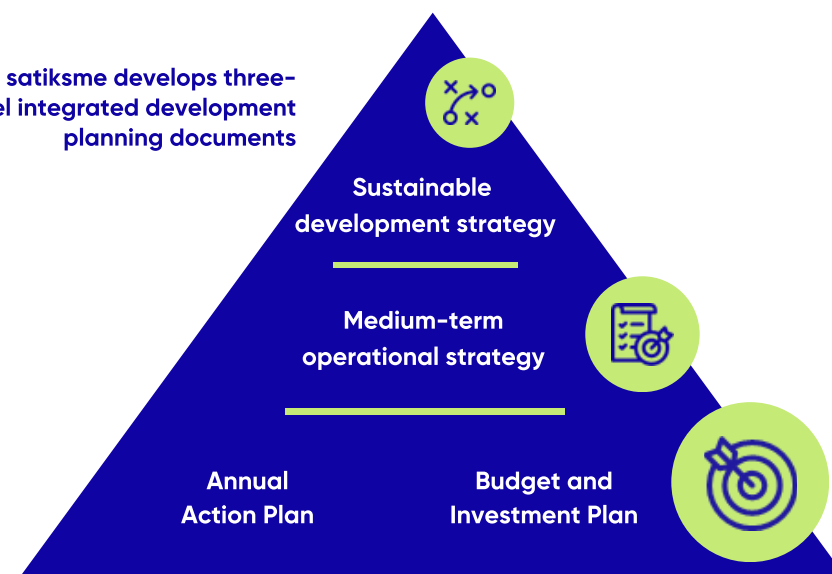 satiksme develops three-
el integrated development
planning documents
Sustainable
development strategy
Medium-term
operational strategy
Annual
Action Plan
Budget and
Investment Plan